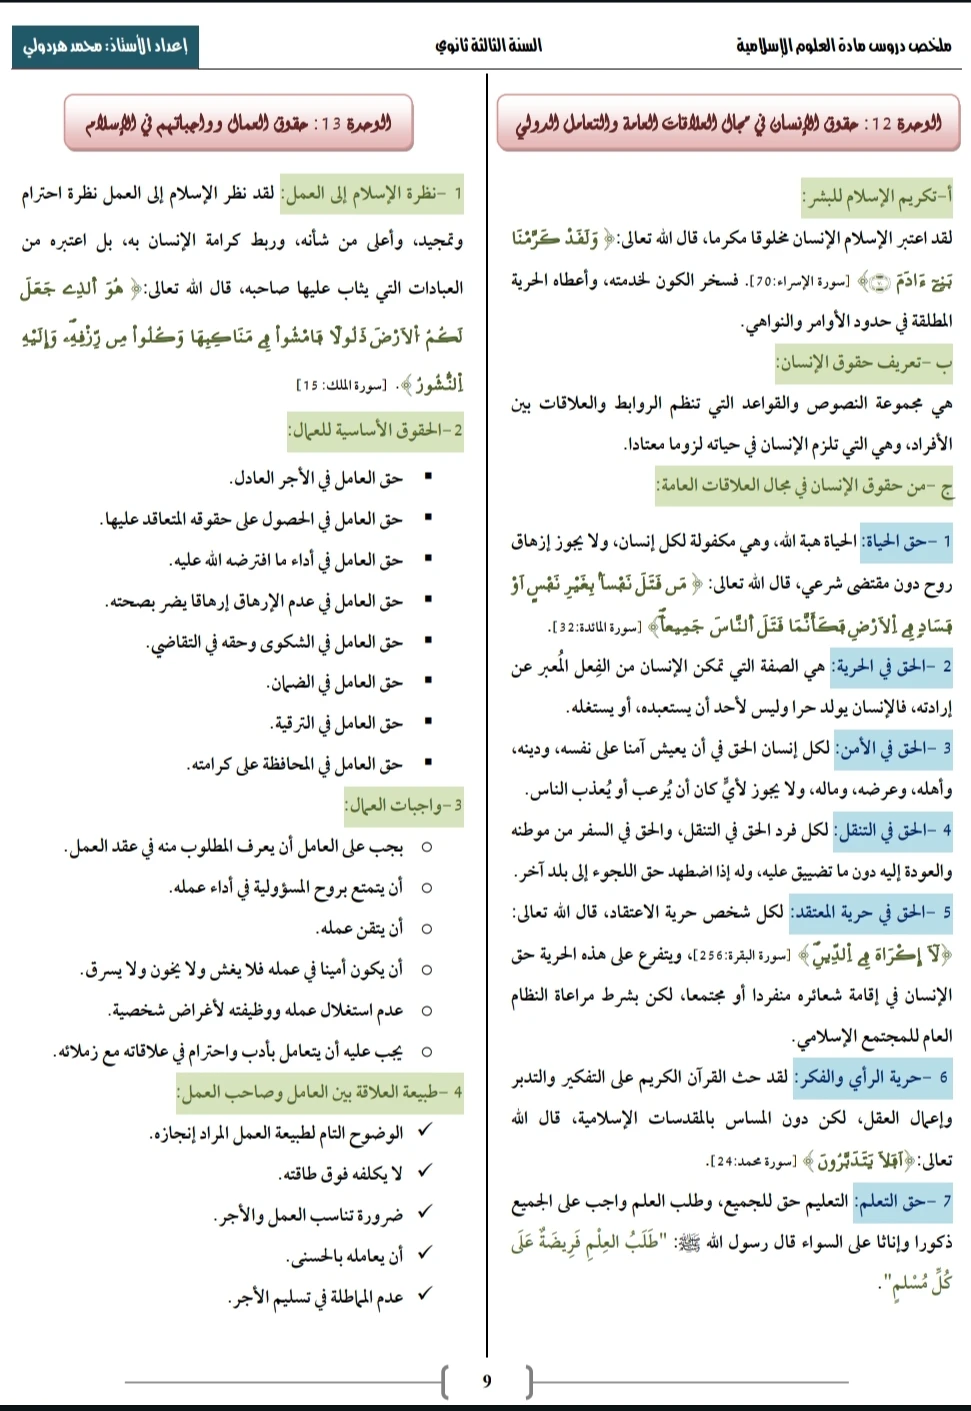 ملخص دروس مادة العلوم الإسلامية
السنة الثالثة ثانوي
إعداد الأستاذ: محمد هردولي
الوحدة 12: حقوق الإنسان في مجال العلاقات العامة والتعامل الدولي
أ-تكريم الإسلام للبشر:
لقد اعتبر الإسلام الإنسان مخلوقا مكرما، قال الله تعالى:﴿ وَلَقَدْ كَرَّمْنَا
بَنِےٓ ءَادَمَ ﴾ [سورة الإسراء:70]. فسخر الكون لخدمته، وأعطاه الحرية
المطلقة في حدود الأوامر والنواهي.
ب -تعريف حقوق الإنسان:
هي مجموعة النصوص والقواعد التي تنظم الروابط والعلاقات بين
الأفراد، وهي التي تلزم الإنسان في حياته لزوما معتادا.
ج -من حقوق الإنسان في مجال العلاقات العامة:
1 -حق الحياة: الحياة هبة الله، وهي مكفولة لكل إنسان، ولا يجوز إزهاق
روح دون مقتضى شرعي، قال الله تعالى: ﴿ مَن قَتَلَ نَفْساَۢ بِغَيْرِ نَفْسٍ اَوْ
فَسَادٖ فِے اِ۬لَارْضِ فَكَأَنَّمَا قَتَلَ اَ۬لنَّاسَ جَمِيعاٗ﴾ [سورة المائدة:32].
2 -الحق في الحرية: هي الصفة التي تمكن الإنسان من الفِعل المُعبر عن
إرادته، فالإنسان يولد حرا وليس لأحد أن يستعبده، أو يستغله.
3 -الحق في الأمن: لكل إنسان الحق في أن يعيش آمنا على نفسه، ودينه،
وأهله، وعرضه، وماله، ولا يجوز لأيٍّ كان أن يُرعب أو يُعذب الناس.
4 -الحق في التنقل: لكل فرد الحق في التنقل، والحق في السفر من موطنه
والعودة إليه دون ما تضييق عليه، وله إذا اضطهد حق اللجوء إلى بلد آخر.
5 -الحق في حرية المعتقد: لكل شخص حرية الاعتقاد، قال الله تعالى:
﴿لَآ إِكْرَاهَ فِے اِ۬لدِّينِ﴾ [سورة البقرة:256]، ويتفرع على هذه الحرية حق
الإنسان في إقامة شعائره منفردا أو مجتمعا، لكن بشرط مراعاة النظام
العام للمجتمع الإسلامي.
6 -حرية الرأي والفكر: لقد حث القرآن الكريم على التفكير والتدبر
وإعمال العقل، لكن دون المساس بالمقدسات الإسلامية، قال الله
تعالى:﴿اَفَلَا يَتَدَبَّرُونَ ﴾ [سورة محمد:24].
7 -حق التعلم: التعليم حق للجميع، وطلب العلم واجب على الجميع
ذكورا وإناثا على السواء قال رسول الله ﷺ: "طَلَبُ العِلْمِ فَرِيضَةٌ عَلَى
كُلِّ مُسْلمٍ".
الوحدة 13: حقوق العمال وواجباتهم في الإسلام
1 -نظرة الإسلام إلى العمل: لقد نظر الإسلام إلى العمل نظرة احترام
وتمجيد، وأعلى من شأنه، وربط كرامة الإنسان به، بل اعتبره من
العبادات التي يثاب عليها صاحبه، قال الله تعالى:﴿ هُوَ اَ۬لذِے جَعَلَ
لَكُمُ اُ۬لَارْضَ ذَلُولاٗ فَامْشُواْ فِے مَنَاكِبِهَا وَكُلُواْ مِن رِّزْقِهِۦ وَإِلَيْهِ
اِ۬لنُّشُورُ ﴾. [سورة الملك: 15]
2-الحقوق الأساسية للعمال:
▪ حق العامل في الأجر العادل.
▪ حق العامل في الحصول على حقوقه المتعاقد عليها.
▪ حق العامل في أداء ما افترضه الله عليه.
▪ حق العامل في عدم الإرهاق إرهاقا يضر بصحته.
▪ حق العامل في الشكوى وحقه في التقاضي.
▪ حق العامل في الضمان.
▪ حق العامل في الترقية.
▪ حق العامل في المحافظة على كرامته.
3-واجبات العمال:
○ يجب على العامل أن يعرف المطلوب منه في عقد العمل.
○ أن يتمتع بروح المسؤولية في أداء عمله.
○ أن يتقن عمله.
○ أن يكون أمينا في عمله فلا يغش ولا يخون ولا يسرق.
○ عدم استغلال عمله ووظيفته لأغراض شخصية.
○ يجب عليه أن يتعامل بأدب واحترام في علاقاته مع زملائه.
4 -طبيعة العلاقة بين العامل وصاحب العمل:
✓ الوضوح التام لطبيعة العمل المراد إنجازه.
✓ لا يكلفه فوق طاقته.
✓ ضرورة تناسب العمل والأجر.
✓ أن يعامله بالحسنى.
✓ عدم المماطلة في تسليم الأجر.
9